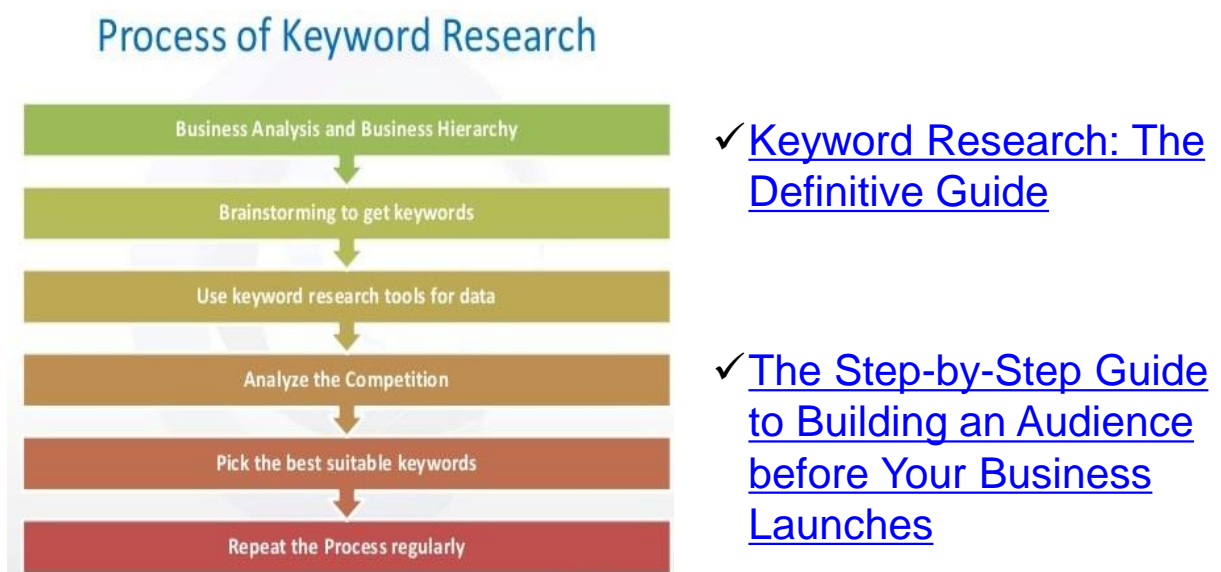 Process of Keyword Research
Business Analysis and Business Hierarchy
Brainstorming to get keywords
Use keyword research tools for data
Analyze the Competition
Pick the best suitable keywords
Repeat the Process regularly
✓Keyword Research: The
Definitive Guide
✓The Step-by-Step Guide
to Building an Audience
before Your Business
Launches